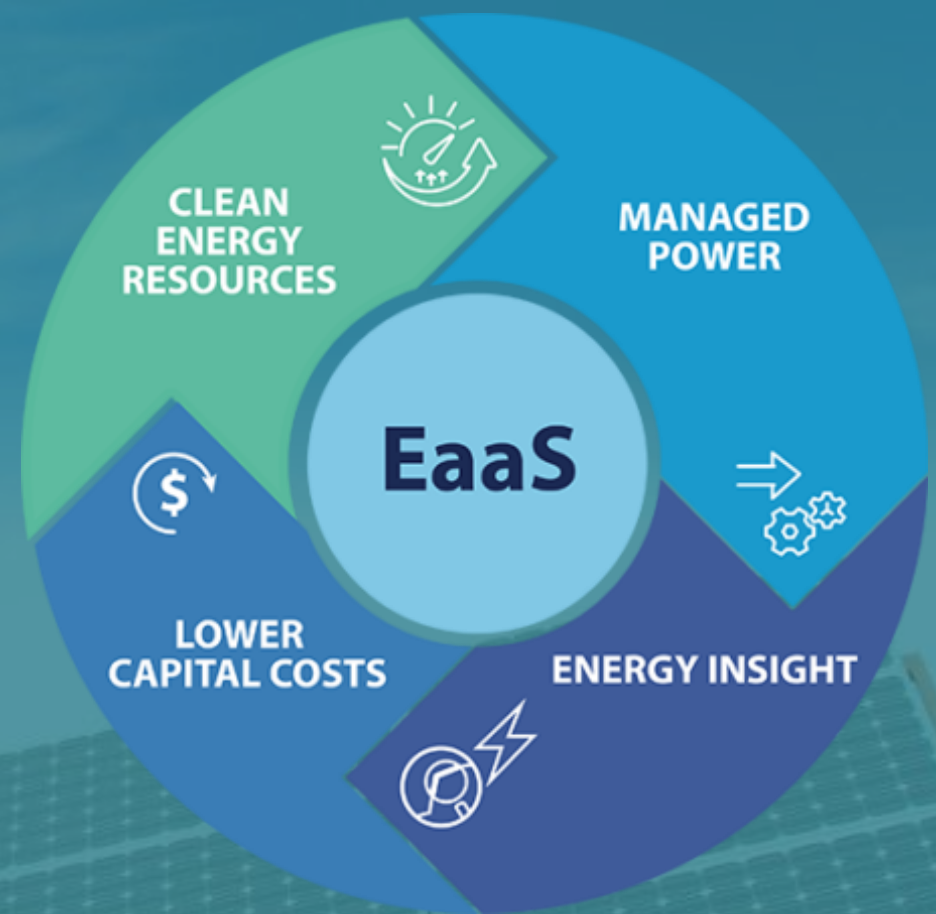 CLEAN
ENERGY
RESOURCES
MANAGED
POWER
EaaS
$
LOWER
CAPITAL COSTS
ENERGY INSIGHT